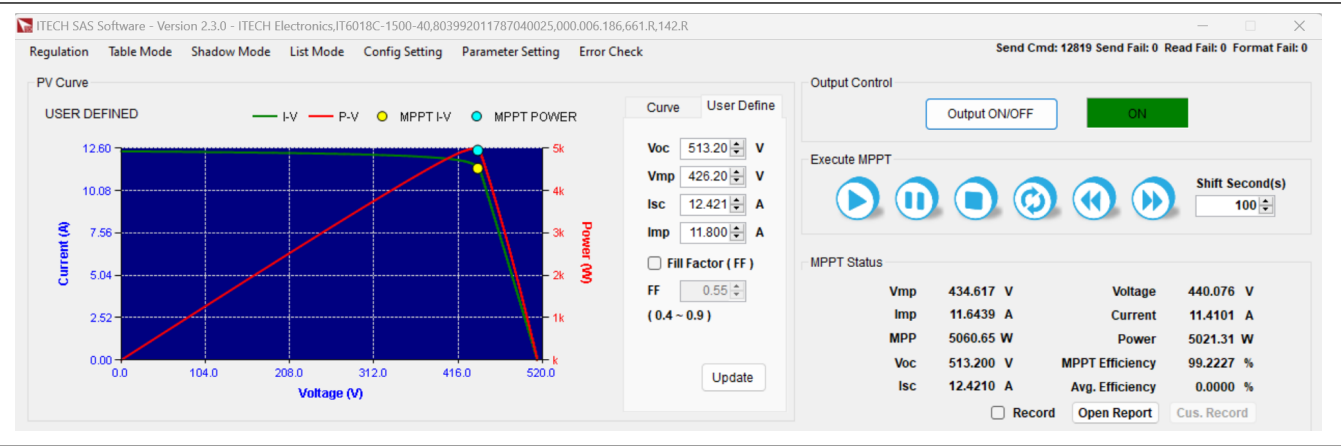 ITECH SAS Software - Version 2.3.0 - ITECH Electronics,IT6018C-1500-40,803992011787040025,000.006.186,661.R,142.R
Regulation Table Mode Shadow Mode List Mode Config Setting Parameter Setting Error Check
Send Cmd: 12819 Send Fail: 0 Read Fail: 0 Format Fail: 0
PV Curve
USER DEFINED
I-V P-V MPPT I-V MPPT POWER
12.60
10.08
7.56
5.04
2.52
0.00
Current (A)
5k
4k
3k
2k
1k
k
Power (W)
0.0 104.0 208.0 312.0 416.0 520.0
Voltage (V)
Curve User Define
Voc 513.20 V
Vmp 426.20 V
Isc 12.421 A
Imp 11.800 A
Fill Factor ( FF )
FF 0.55
( 0.4 ~ 0.9 )
Update
Output Control
Output ON/OFF ON
Execute MPPT
Shift Second(s)
100
MPPT Status
Vmp 434.617 V Voltage 440.076 V
Imp 11.6439 A Current 11.4101 A
MPP 5060.65 W Power 5021.31 W
Voc 513.200 V MPPT Efficiency 99.2227 %
Isc 12.4210 A Avg. Efficiency 0.0000 %
Record Open Report Cus. Record